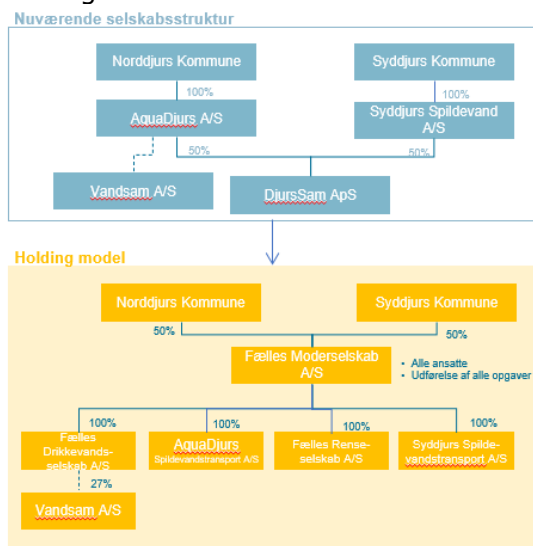 Nuværende selskabsstruktur
Norddjurs Kommune
Syddjurs Kommune
100%
100%
AquaDjurs A/S
Syddjurs Spildevand
A/S
50%
50%
Vandsam A/S
DjursSam ApS
Holding model
Norddjurs Kommune
Syddjurs Kommune
50%
50%
Fælles Moderselskab
A/S
• Alle ansatte
• Udførelse af alle opgaver
100%
100%
100%
100%
Fælles
Drikkevands-
selskab A/S
AquaDjurs
Spildevandstransport A/S
Fælles Rense-
selskab A/S
Syddjurs Spilde-
vandstransport A/S
27%
Vandsam A/S